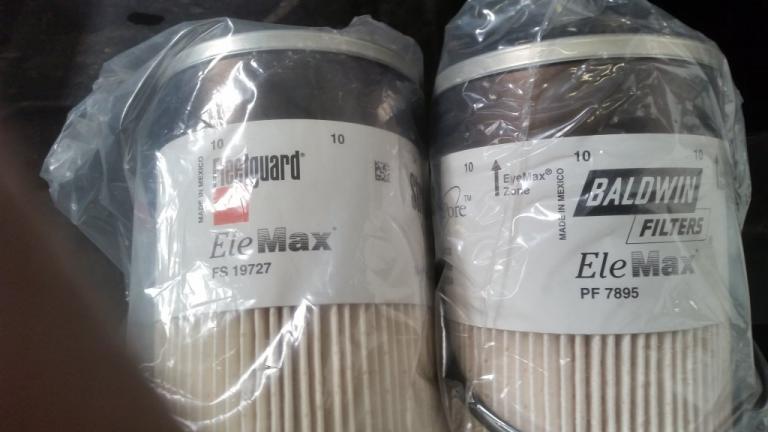 10
10
MADE IN MEXICO
Fleetguard®
EleMax®
FS 19727
10
10
10
EyeMax®
Zone
MADE IN MEXICO
BALDWIN
FILTERS
EleMax®
PF 7895